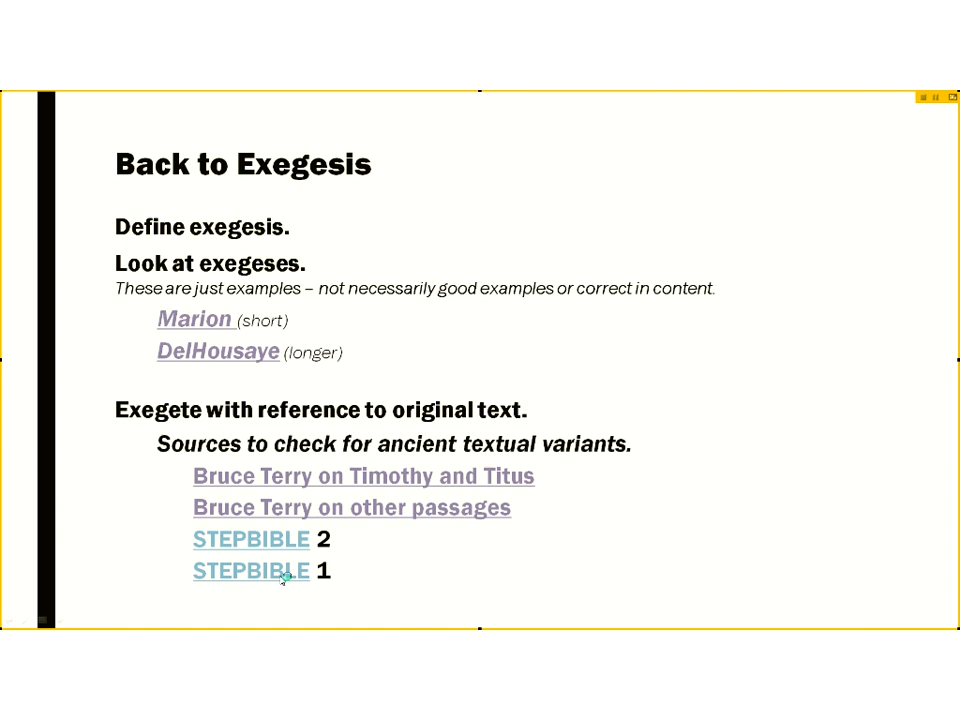 Back to Exegesis
Define exegesis.
Look at exegeses.
These are just examples – not necessarily good examples or correct in content.
Marion (short)
DelHousaye (longer)
Exegete with reference to original text.
Sources to check for ancient textual variants.
Bruce Terry on Timothy and Titus
Bruce Terry on other passages
STEPBIBLE 2
STEPBIBLE 1